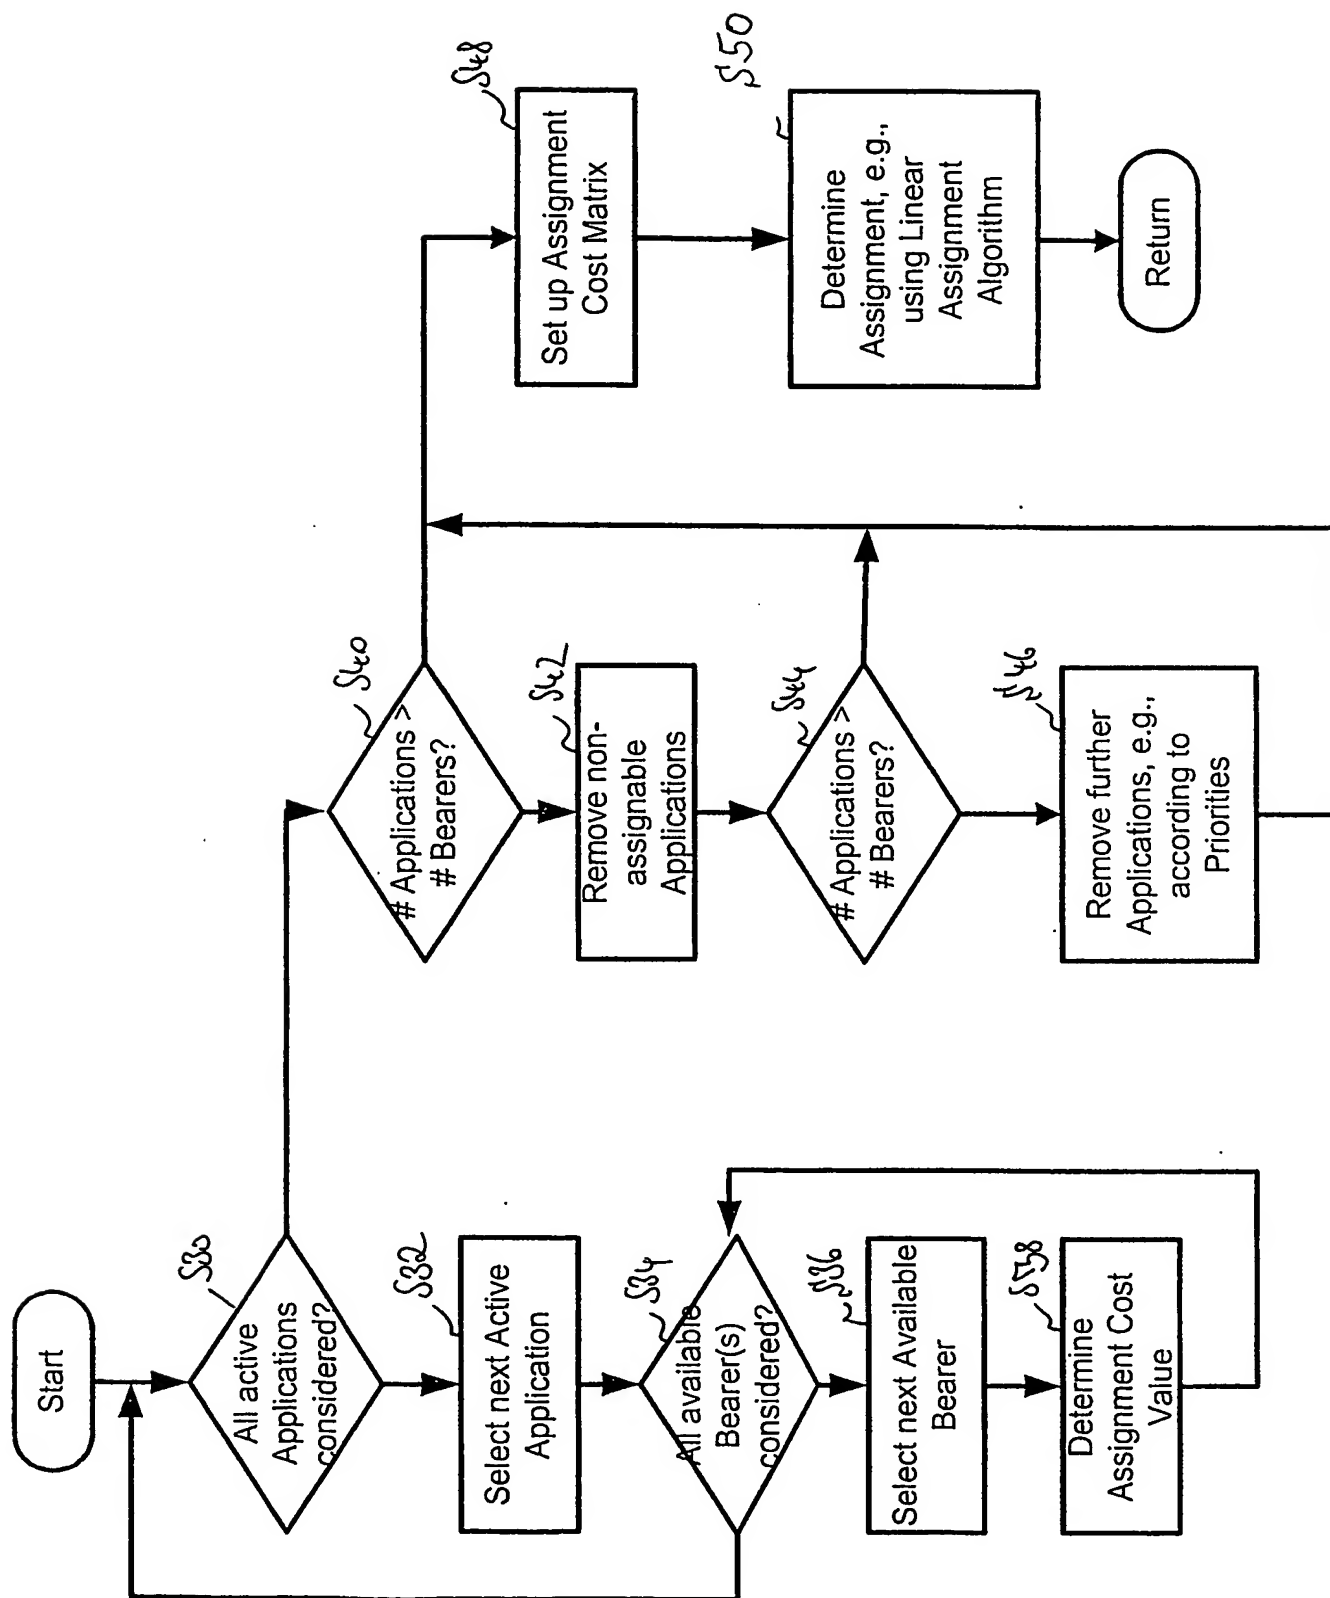 Start
S30
All active
Applications
considered?
S32
Select next Active
Application
S34
All available
Bearer(s)
considered?
S36
Select next Available
Bearer
S38
Determine
Assignment Cost
Value
S40
# Applications >
# Bearers?
S42
Remove non-
assignable
Applications
S44
# Applications >
# Bearers?
S46
Remove further
Applications, e.g.,
according to
Priorities
S48
Set up Assignment
Cost Matrix
S50
Determine
Assignment, e.g.,
using Linear
Assignment
Algorithm
Return